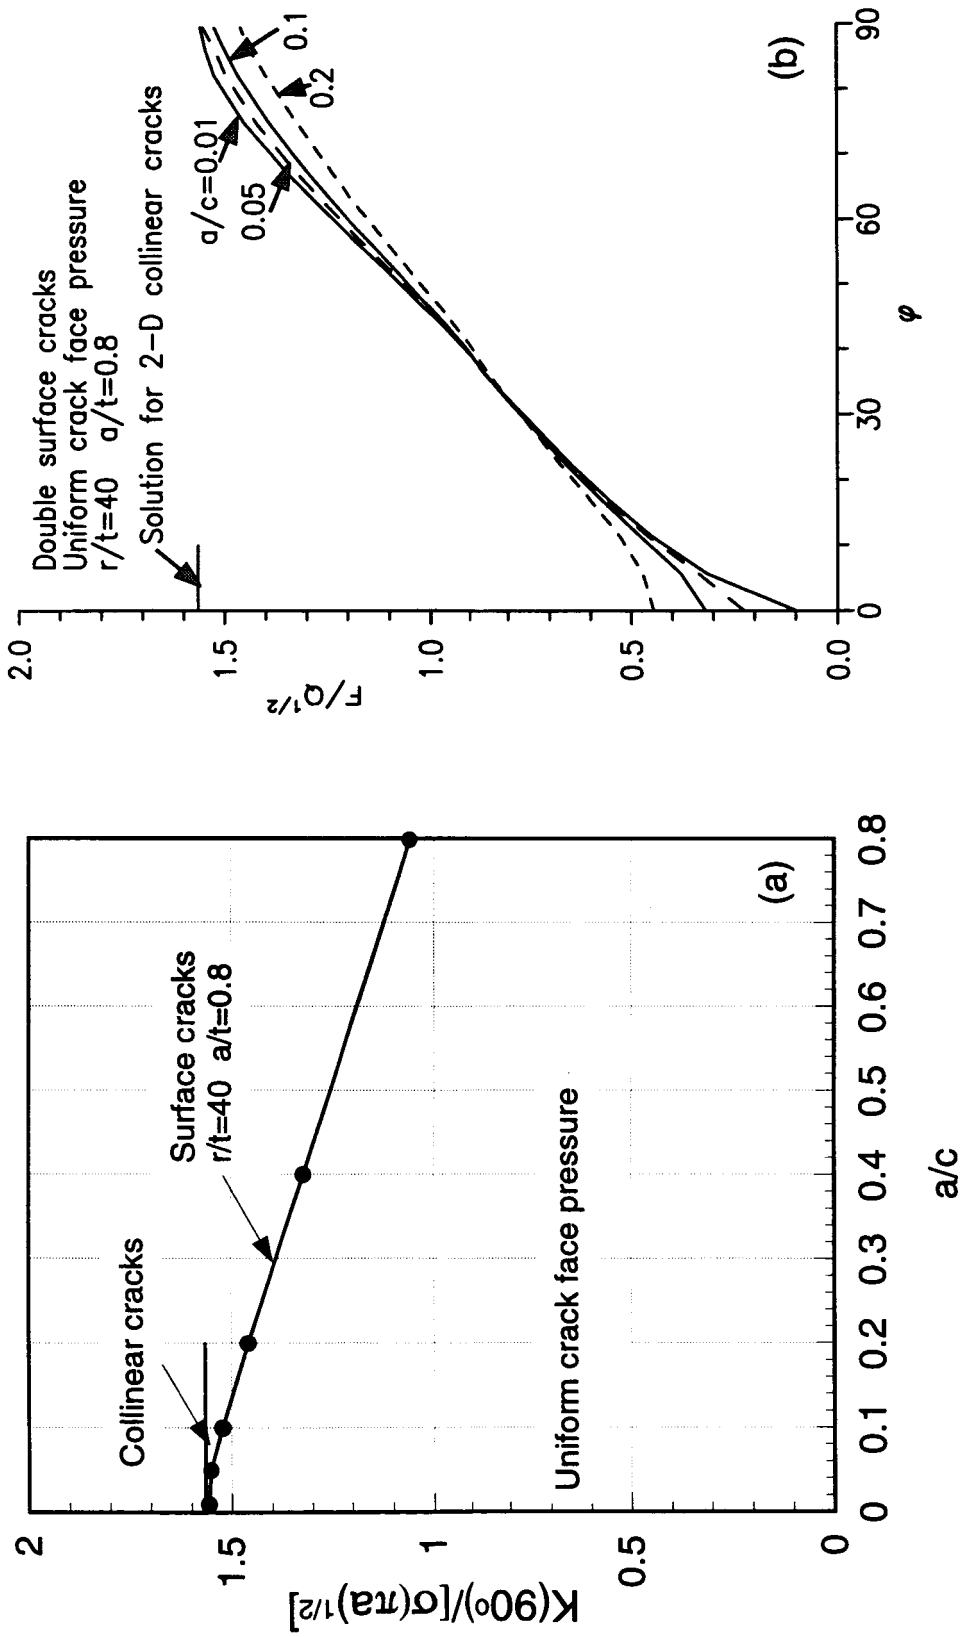 2
1.5
1
0.5
0
K(90⁰)/[σ(πa)^{1/2}]
Collinear cracks
Surface cracks
r/t=40 a/t=0.8
Uniform crack face pressure
(a)
0 0.1 0.2 0.3 0.4 0.5 0.6 0.7 0.8
a/c
2.0
1.5
1.0
0.5
0.0
F/Q^{1/2}
Double surface cracks
Uniform crack face pressure
r/t=40 a/t=0.8
Solution for 2-D collinear cracks
a/c=0.01
0.05
0.1
0.2
(b)
0 30 60 90
φ